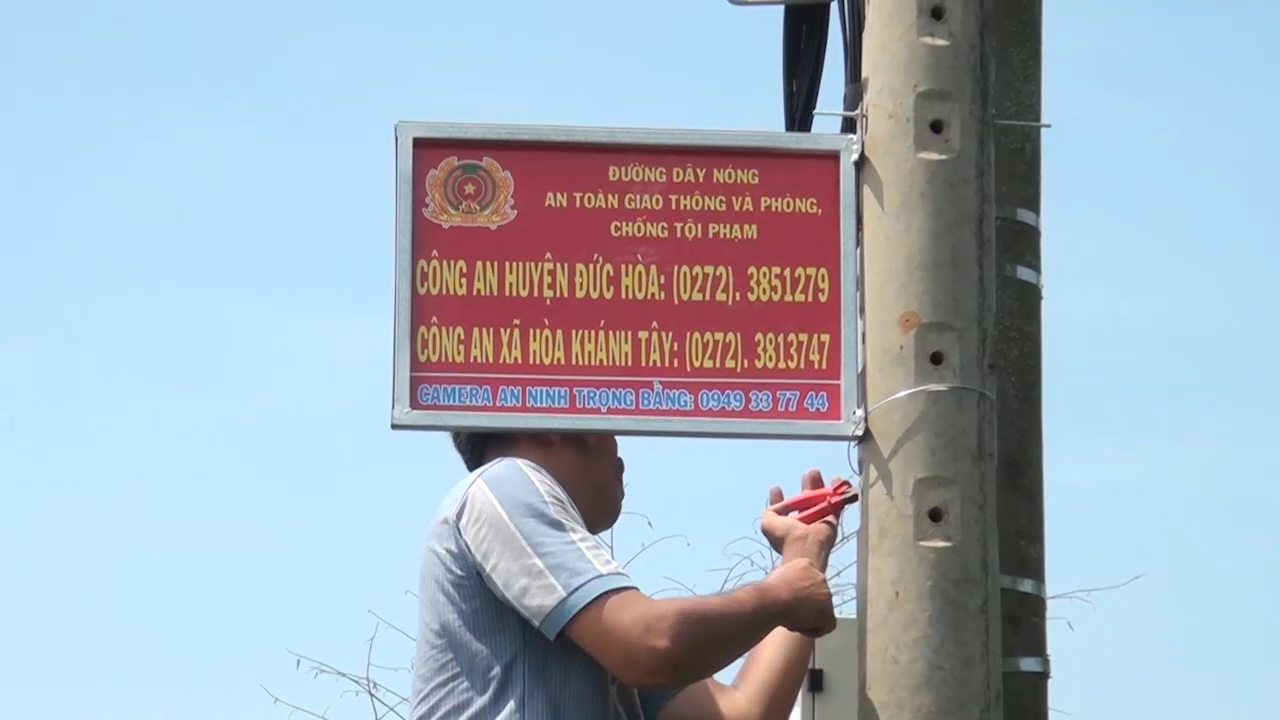 ĐƯỜNG DÂY NÓNG
AN TOÀN GIAO THÔNG VÀ PHÒNG,
CHỐNG TỘI PHẠM
CÔNG AN HUYỆN ĐỨC HÒA: (0272). 3851279
CÔNG AN XÃ HÒA KHÁNH TÂY: (0272). 3813747
CAMERA AN NINH TRỌNG BẰNG: 0949 33 77 44